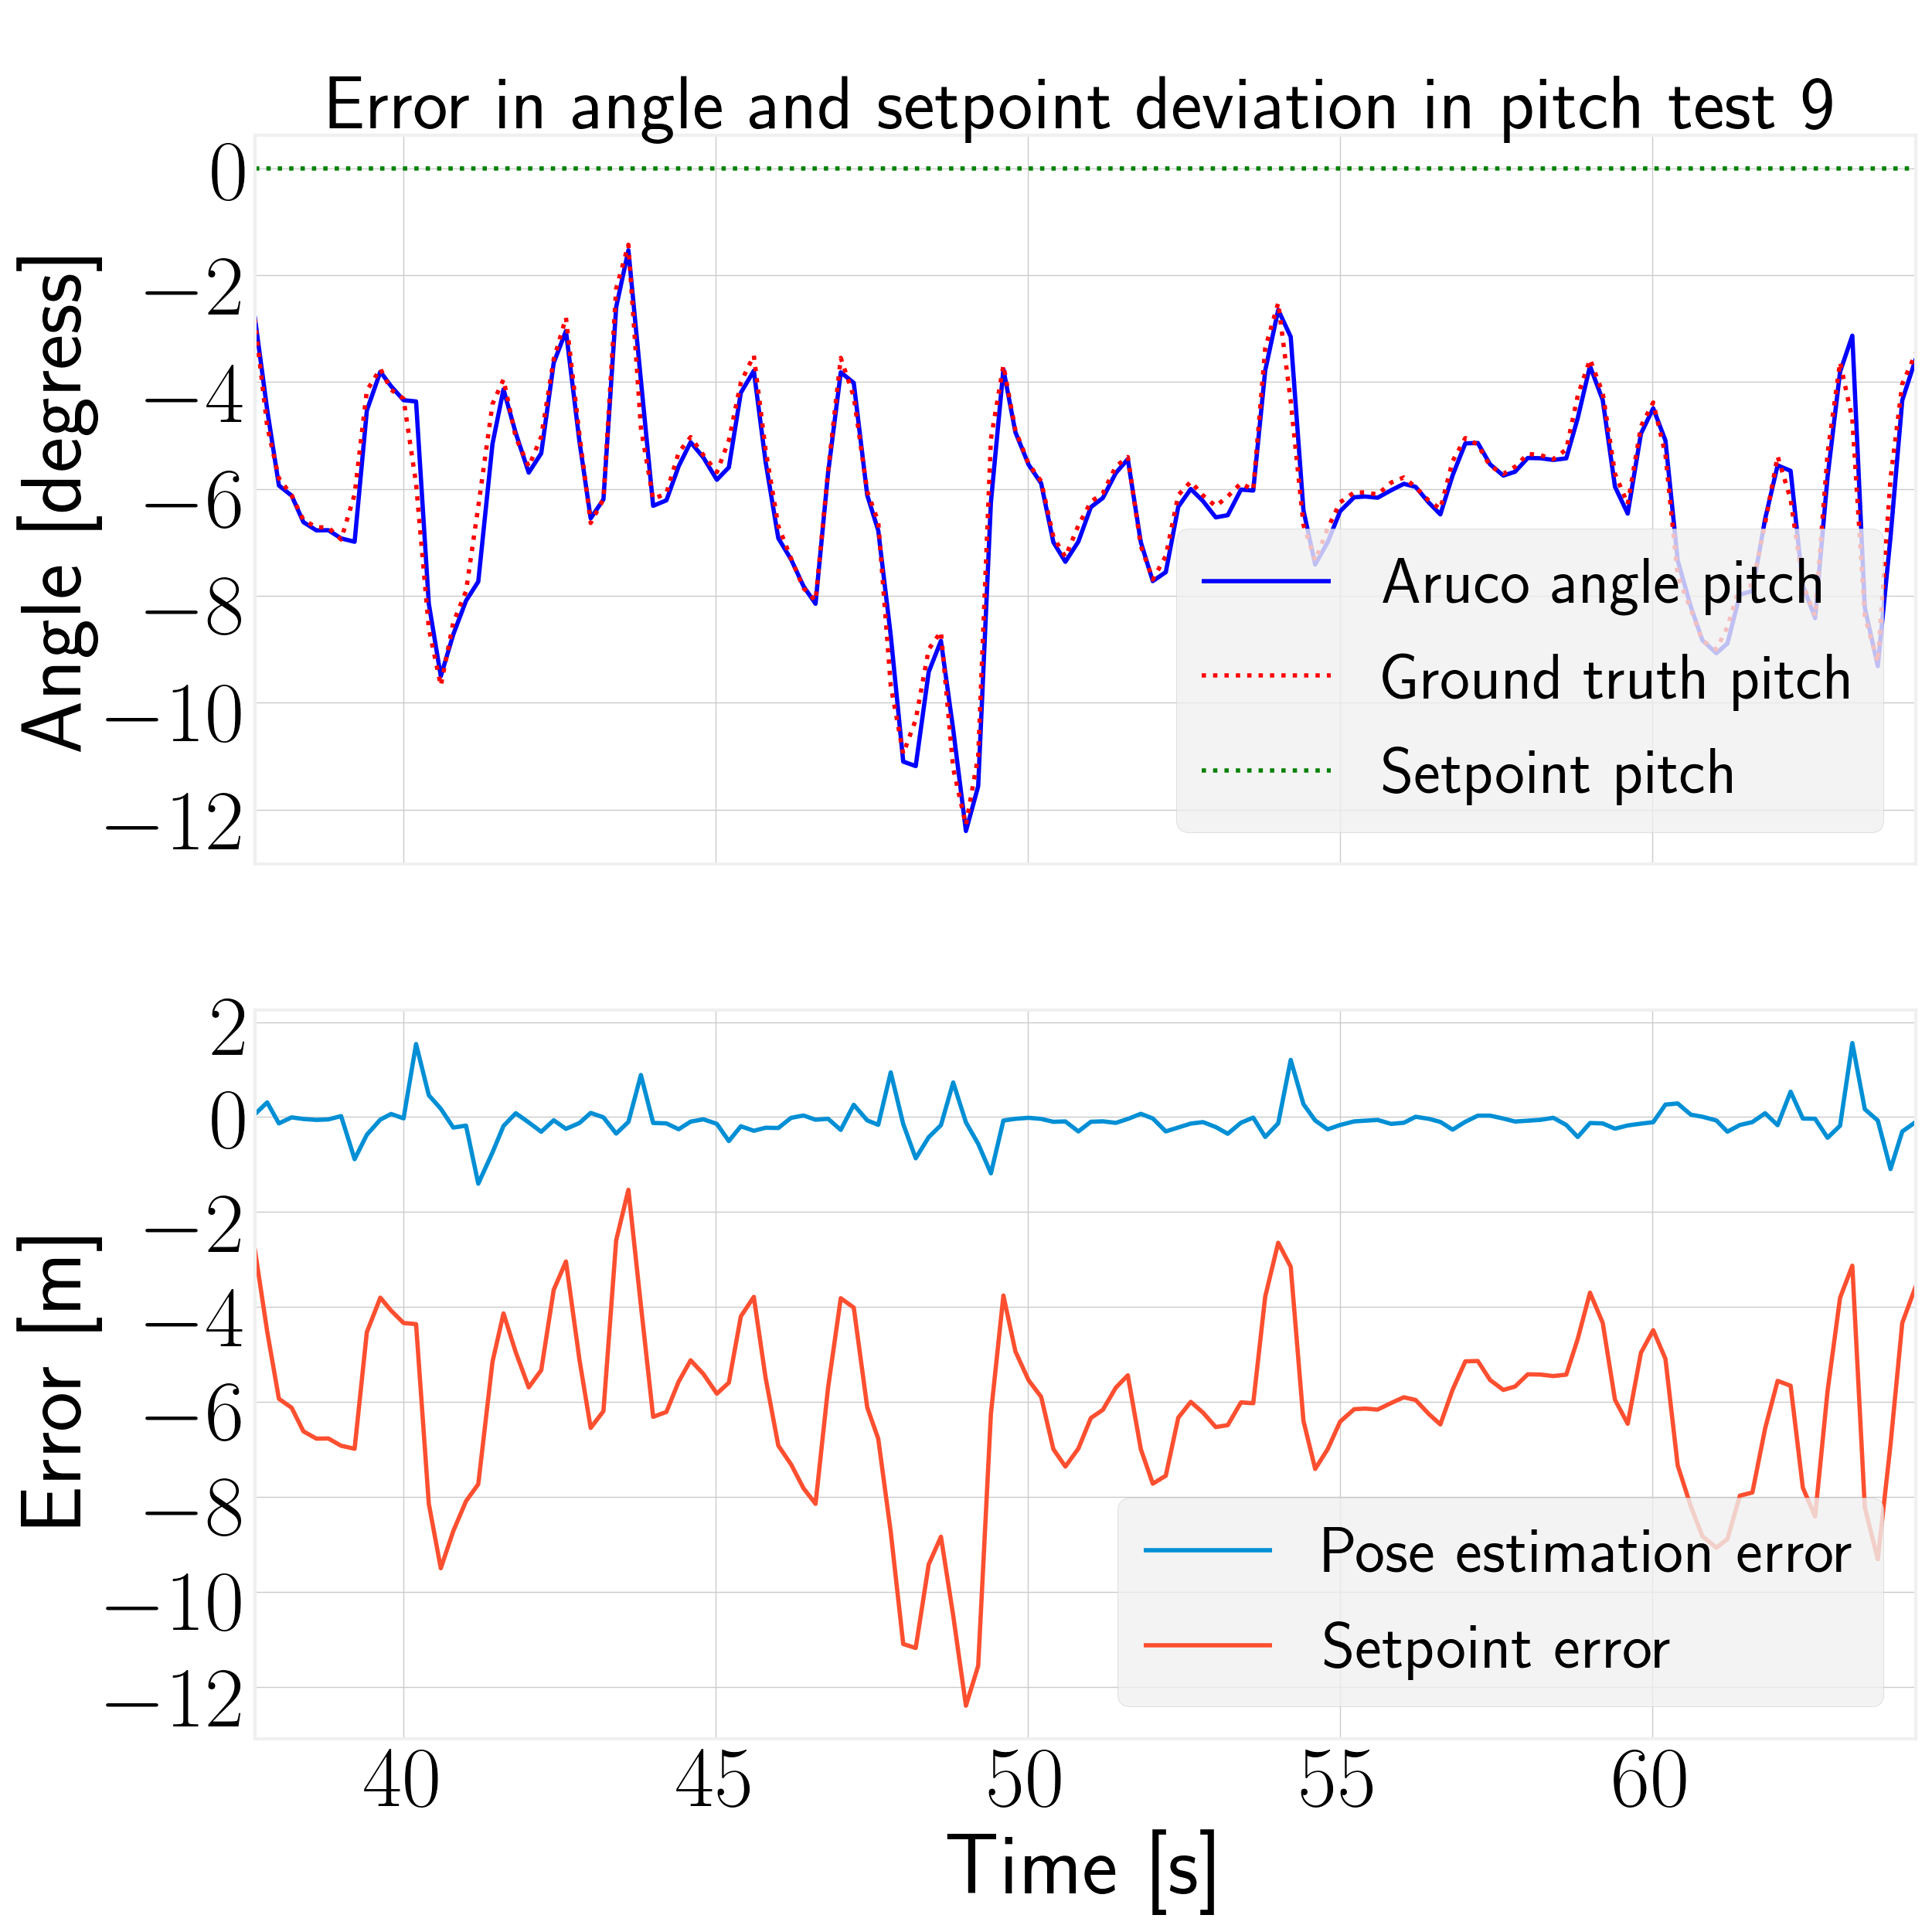 Error in angle and setpoint deviation in pitch test 9
Angle [degress]
0
−2
−4
−6
−8
−10
−12
Aruco angle pitch
Ground truth pitch
Setpoint pitch
Error [m]
2
0
−2
−4
−6
−8
−10
−12
Pose estimation error
Setpoint error
40 45 50 55 60
Time [s]